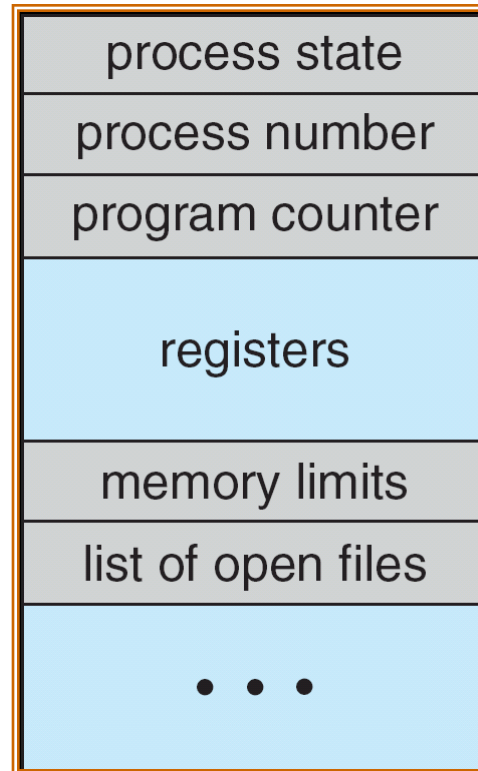 process state
process number
program counter
registers
memory limits
list of open files
• • •